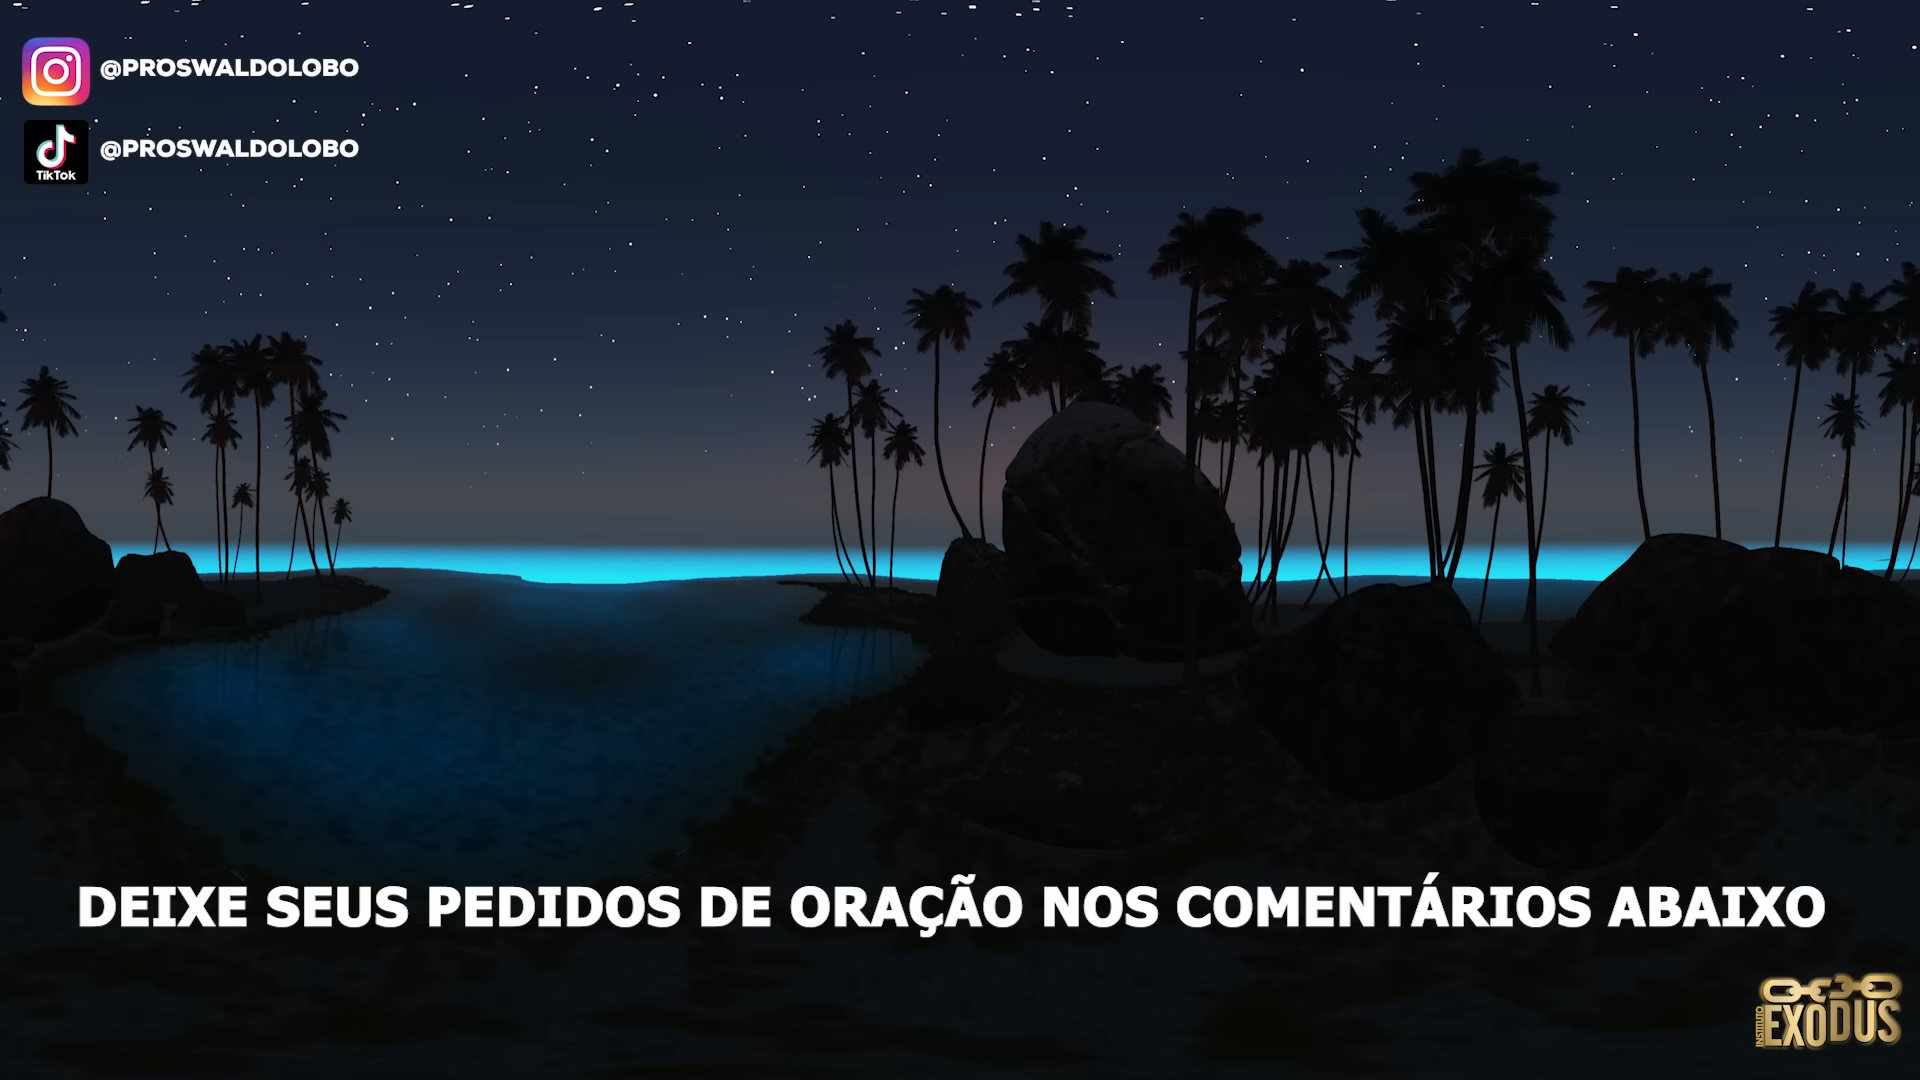 @PROSWALDOLOBO
TikTok
@PROSWALDOLOBO
DEIXE SEUS PEDIDOS DE ORAÇÃO NOS COMENTÁRIOS ABAIXO
INSTITUTO
EXODUS